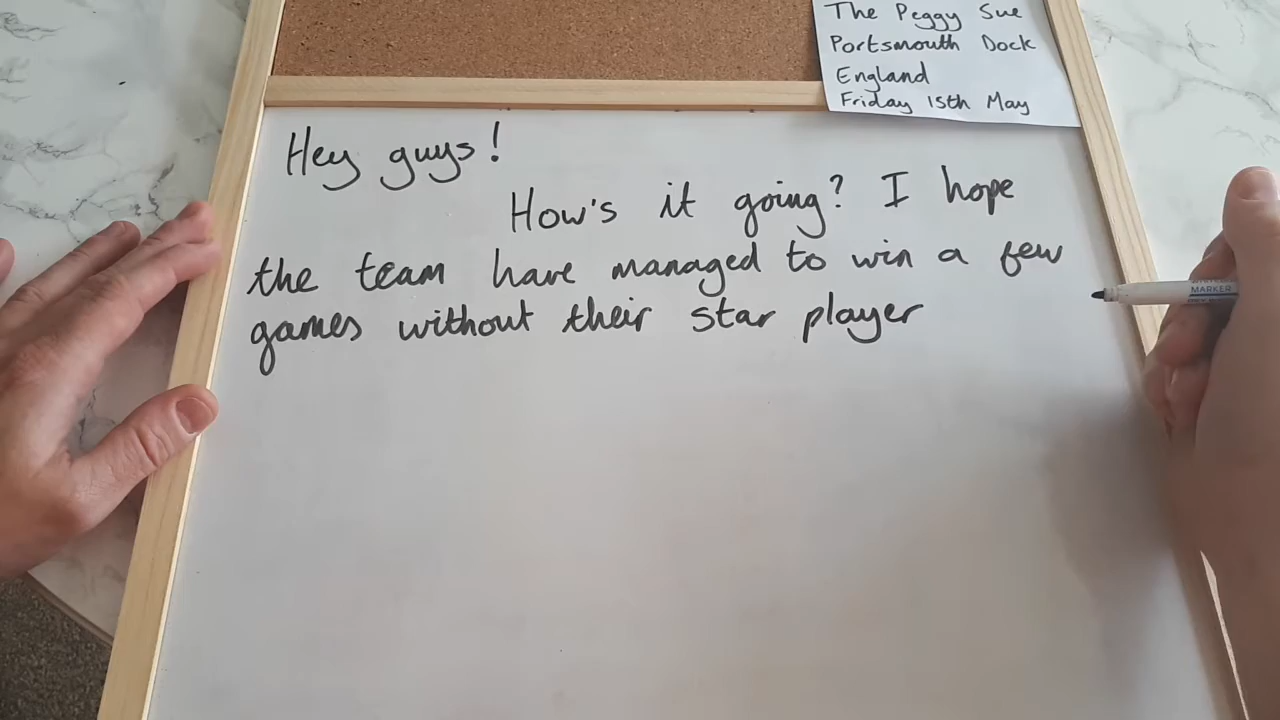 The Peggy Sue
Portsmouth Dock
England
Friday 15th May
Hey guys!
How's it going? I hope
the team have managed to win a few
games without their star player
MARKER